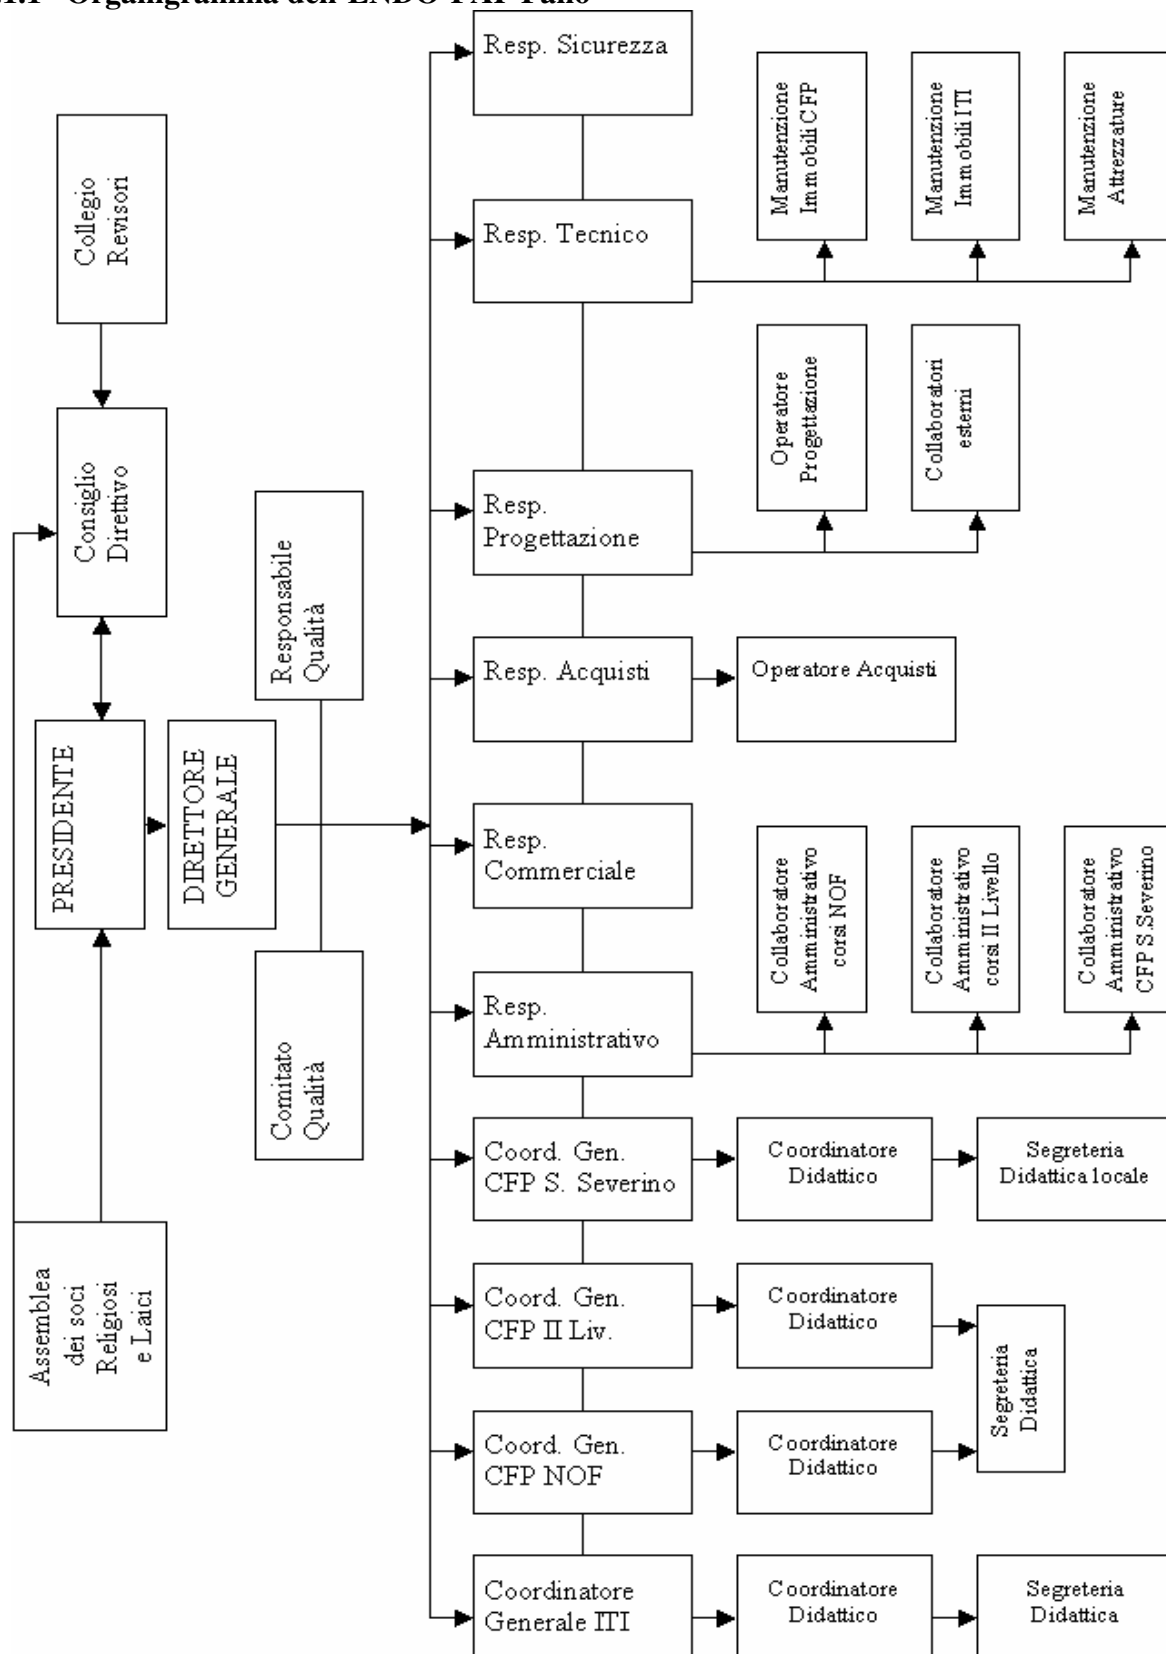 .1.1 Organigramma dell'ENDO-FAP Fano
Resp. Sicurezza
Manutenzione
Immobili CFP
Manutenzione
Immobili ITI
Manutenzione
Attrezzature
Collegio
Revisori
Resp. Tecnico
Consiglio
Direttivo
Operatore
Progettazione
Collaboratori
esterni
Resp.
Progettazione
Responsabile
Qualità
Resp. Acquisti
Operatore Acquisti
PRESIDENTE
DIRETTORE
GENERALE
Resp.
Commerciale
Collaboratore
Amministrativo
corsi NOF
Collaboratore
Amministrativo
corsi II Livello
Collaboratore
Amministrativo
CFP S.Severino
Comitato
Qualità
Resp.
Amministrativo
Coord. Gen.
CFP S. Severino
Coordinatore
Didattico
Segreteria
Didattica locale
Assemblea
dei soci
Religiosi
e Laici
Coord. Gen.
CFP II Liv.
Coordinatore
Didattico
Segreteria
Didattica
Coord. Gen.
CFP NOF
Coordinatore
Didattico
Coordinatore
Generale ITI
Coordinatore
Didattico
Segreteria
Didattica